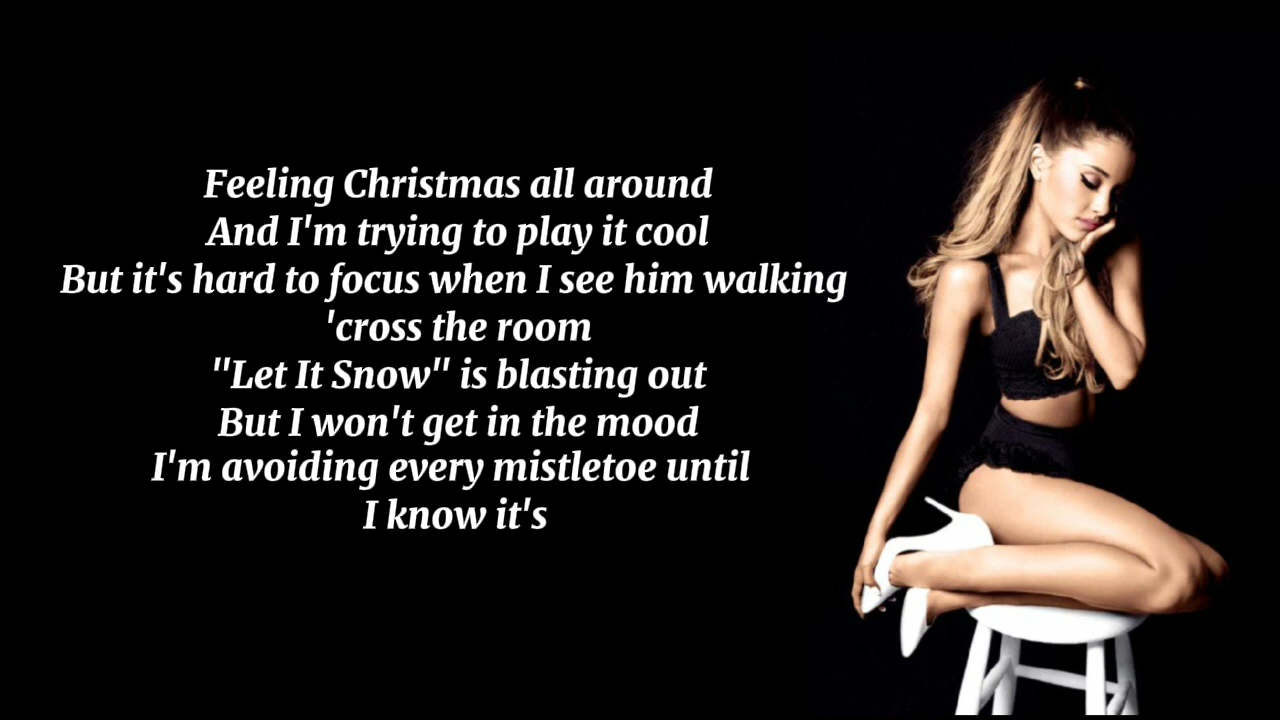 Feeling Christmas all around
And I'm trying to play it cool
But it's hard to focus when I see him walking
'cross the room
"Let It Snow" is blasting out
But I won't get in the mood
I'm avoiding every mistletoe until
I know it's